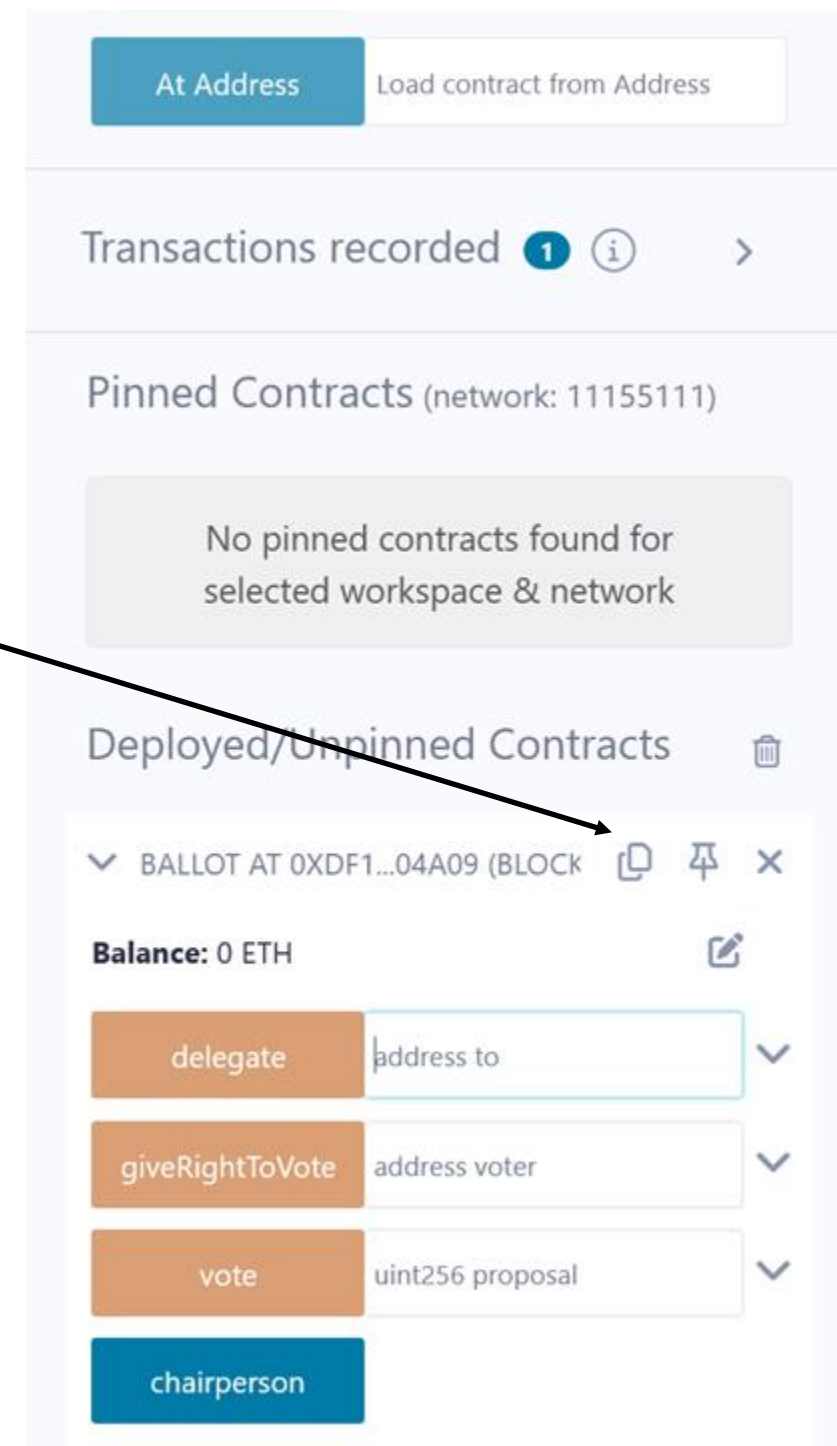 At Address Load contract from Address
Transactions recorded 1 i
Pinned Contracts (network: 11155111)
No pinned contracts found for
selected workspace & network
Deployed/Unpinned Contracts
BALLOT AT 0XDF1...04A09 (BLOCK
Balance: 0 ETH
delegate address to
giveRightToVote address voter
vote uint256 proposal
chairperson